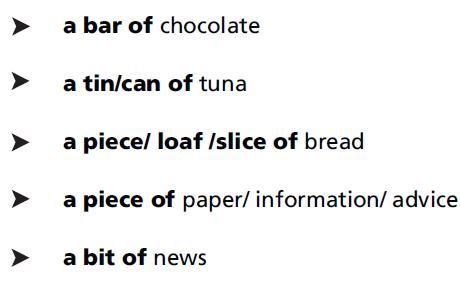 ➤ a bar of chocolate
➤ a tin/can of tuna
➤ a piece/ loaf /slice of bread
➤ a piece of paper/ information/ advice
➤ a bit of news